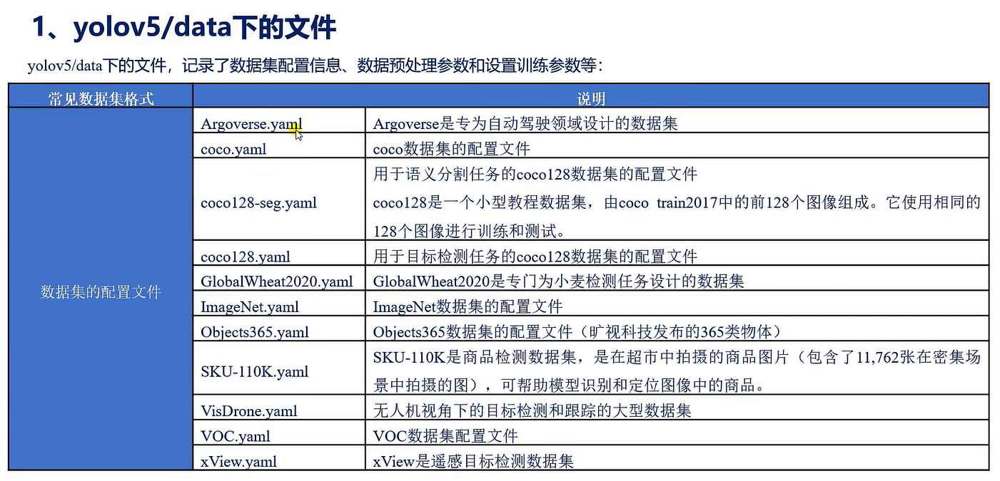 1、yolov5/data下的文件
yolov5/data下的文件，记录了数据集配置信息、数据预处理参数和设置训练参数等：
常见数据集格式
说明
数据集的配置文件
Argoverse.yaml
Argoverse是专为自动驾驶领域设计的数据集
coco.yaml
coco数据集的配置文件
coco128-seg.yaml
用于语义分割任务的coco128数据集的配置文件
coco128是一个小型教程数据集，由coco train2017中的前128个图像组成。它使用相同的
128个图像进行训练和测试。
coco128.yaml
用于目标检测任务的coco128数据集的配置文件
GlobalWheat2020.yaml
GlobalWheat2020是专门为小麦检测任务设计的数据集
ImageNet.yaml
ImageNet数据集的配置文件
Objects365.yaml
Objects365数据集的配置文件（旷视科技发布的365类物体）
SKU-110K.yaml
SKU-110K是商品检测数据集，是在超市中拍摄的商品图片（包含了11,762张在密集场
景中拍摄的图），可帮助模型识别和定位图像中的商品。
VisDrone.yaml
无人机视角下的目标检测和跟踪的大型数据集
VOC.yaml
VOC数据集配置文件
xView.yaml
xView是遥感目标检测数据集